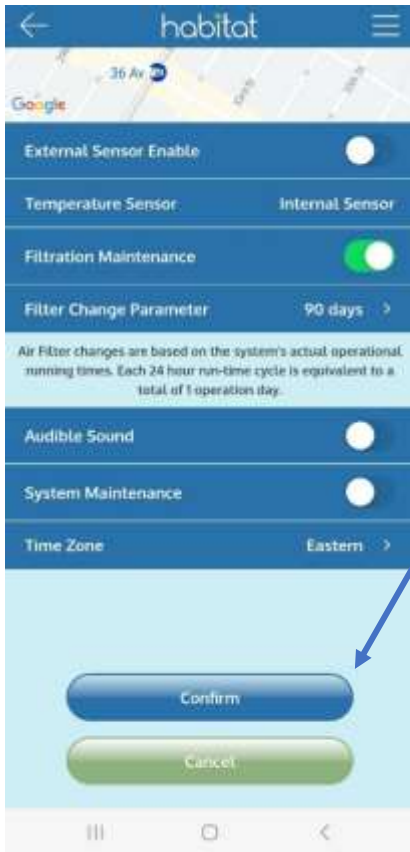 habitat
36 Av
Google
External Sensor Enable
Temperature Sensor Internal Sensor
Filtration Maintenance
Filter Change Parameter 90 days >
Air Filter changes are based on the system's actual operational
running times. Each 24 hour run-time cycle is equivalent to a
total of 1 operation day.
Audible Sound
System Maintenance
Time Zone Eastern >
Confirm
Cancel